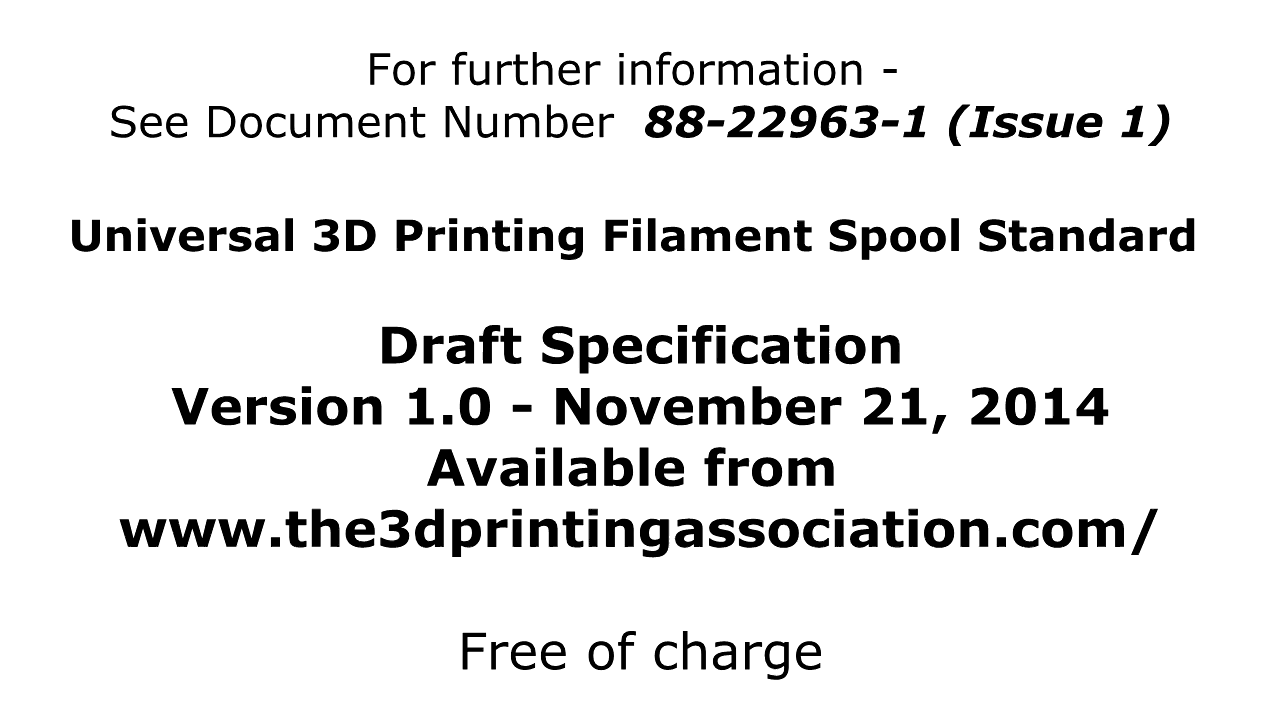 For further information -
See Document Number 88-22963-1 (Issue 1)
Universal 3D Printing Filament Spool Standard
Draft Specification
Version 1.0 - November 21, 2014
Available from
www.the3dprintingassociation.com/
Free of charge